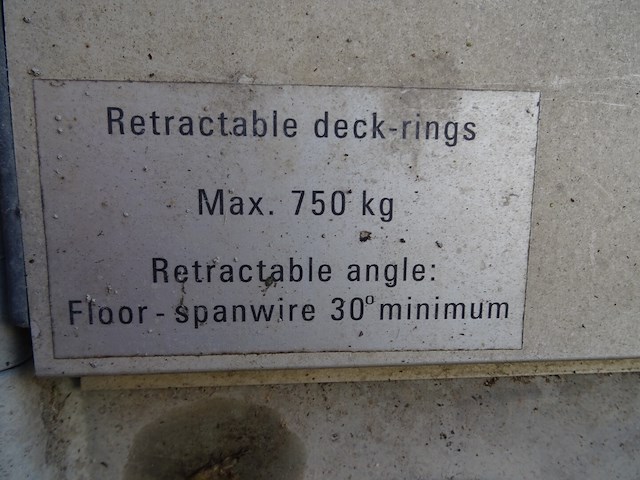 Retractable deck-rings
Max. 750 kg
Retractable angle:
Floor - spanwire 30° minimum